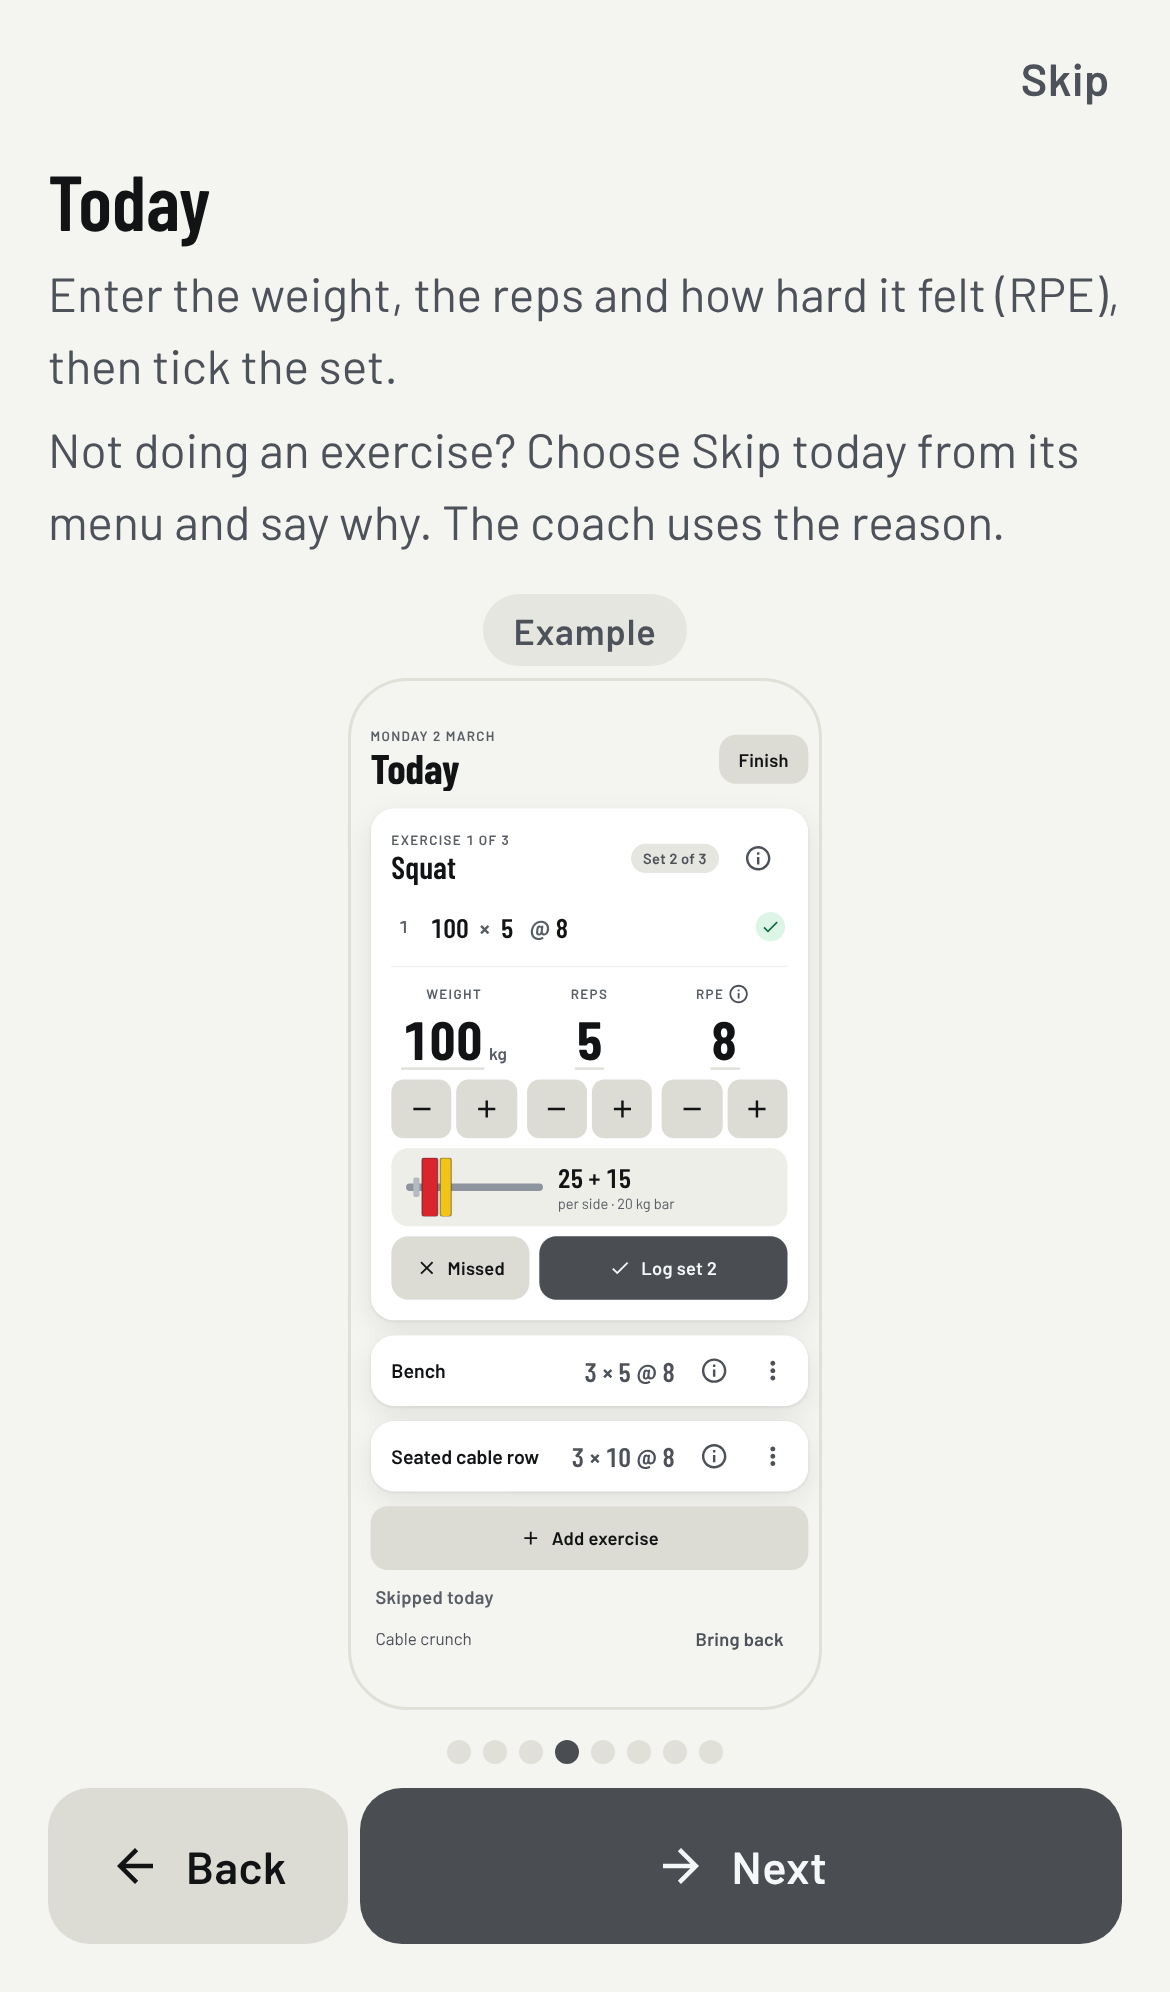 Skip
Today
Enter the weight, the reps and how hard it felt (RPE),
then tick the set.
Not doing an exercise? Choose Skip today from its
menu and say why. The coach uses the reason.
Example
MONDAY 2 MARCH
Today
Finish
EXERCISE 1 OF 3
Squat
Set 2 of 3
1 100 × 5 @ 8
WEIGHT REPS RPE
100 kg 5 8
25 + 15
per side · 20 kg bar
Missed
Log set 2
Bench 3 × 5 @ 8
Seated cable row 3 × 10 @ 8
+ Add exercise
Skipped today
Cable crunch Bring back
Back
Next